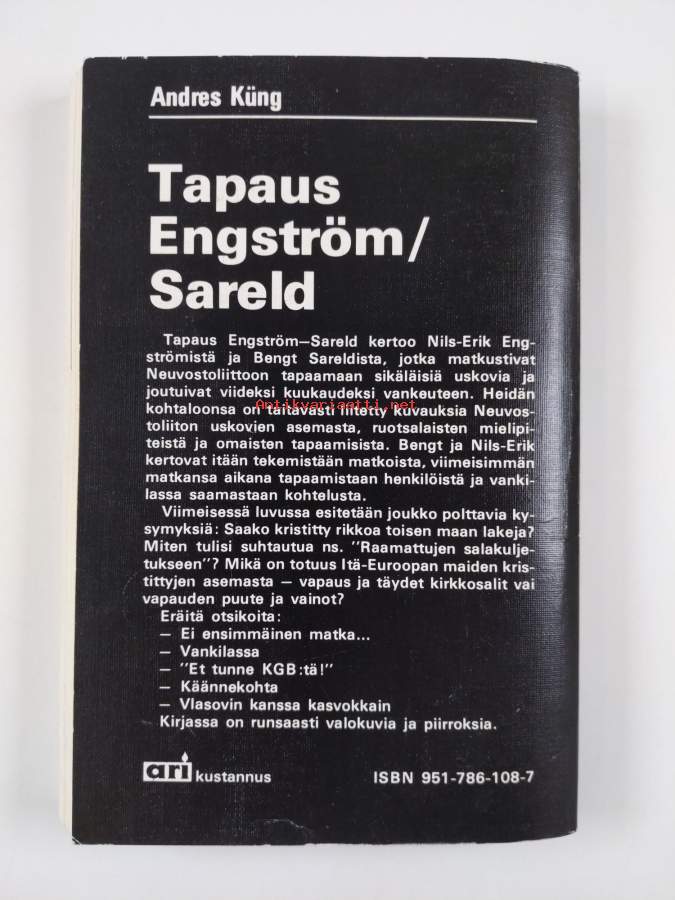 Andres Küng
Tapaus
Engström/
Sareld
Tapaus Engström—Sareld kertoo Nils-Erik Eng-
strömistä ja Bengt Sareldista, jotka matkustivat
Neuvostoliittoon tapaamaan sikäläisiä uskovia ja
joutuivat viideksi kuukaudeksi vankeuteen. Heidän
kohtaloonsa on taitavasti liitetty kuvauksia Neuvos-
Antikvariaatti.net
toliiton uskovien asemasta, ruotsalaisten mielipi-
teistä ja omaisten tapaamisista. Bengt ja Nils-Erik
kertovat itään tekemistään matkoista, viimeisimmän
matkansa aikana tapaamistaan henkilöistä ja vanki-
lassa saamastaan kohtelusta.
Viimeisessä luvussa esitetään joukko polttavia ky-
symyksiä: Saako kristitty rikkoa toisen maan lakeja?
Miten tulisi suhtautua ns. ”Raamattujen salakulje-
tukseen”? Mikä on totuus Itä-Euroopan maiden kris-
tittyjen asemasta — vapaus ja täydet kirkkosalit vai
vapauden puute ja vainot?
Eräitä otsikoita:
— Ei ensimmäinen matka...
— Vankilassa
— ”Et tunne KGB:tä!”
— Käännekohta
— Vlasovin kanssa kasvokkain
Kirjassa on runsaasti valokuvia ja piirroksia.
ari kustannus
ISBN 951-786-108-7